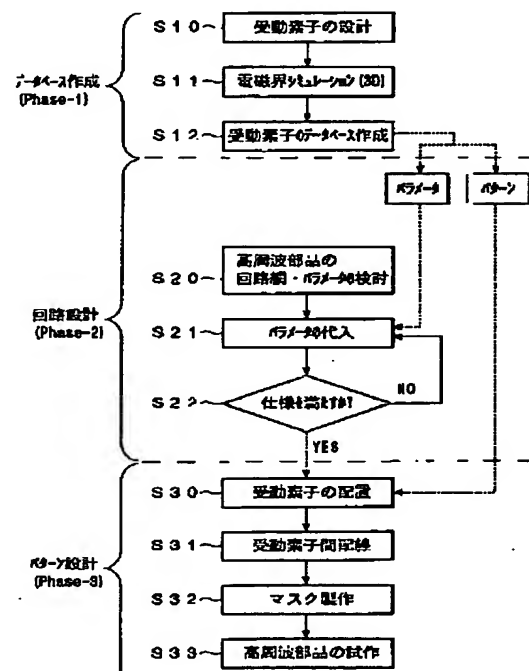 S10 受動素子の設計
S11 電磁界シミュレーション(3D)
データベース作成
(Phase-1)
S12 受動素子のデータベース作成
パラメータ パターン
高周波部品の
S20 回路網・パラメータの検討
回路設計
(Phase-2)
S21 パラメータの代入
S22 仕様を満たすか? NO
YES
S30 受動素子の配置
S31 受動素子間配線
パターン設計
(Phase-3)
S32 マスク製作
S33 高周波部品の試作